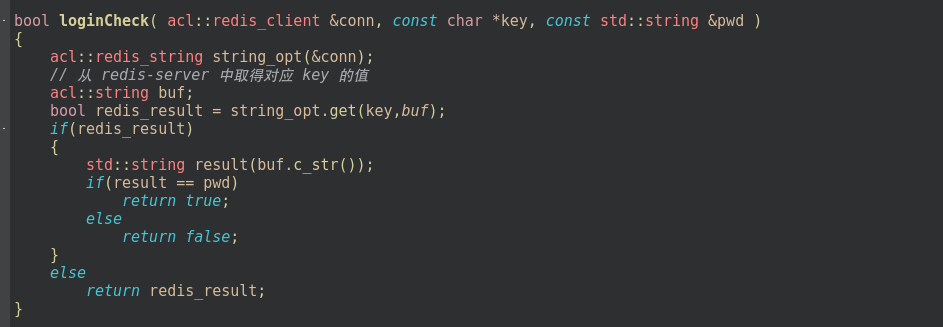 bool loginCheck( acl::redis_client &conn, const char *key, const std::string &pwd )
{
    acl::redis_string string_opt(&conn);
    // 从 redis-server 中取得对应 key 的值
    acl::string buf;
    bool redis_result = string_opt.get(key,buf);
    if(redis_result)
    {
        std::string result(buf.c_str());
        if(result == pwd)
            return true;
        else
            return false;
    }
    else
        return redis_result;
}